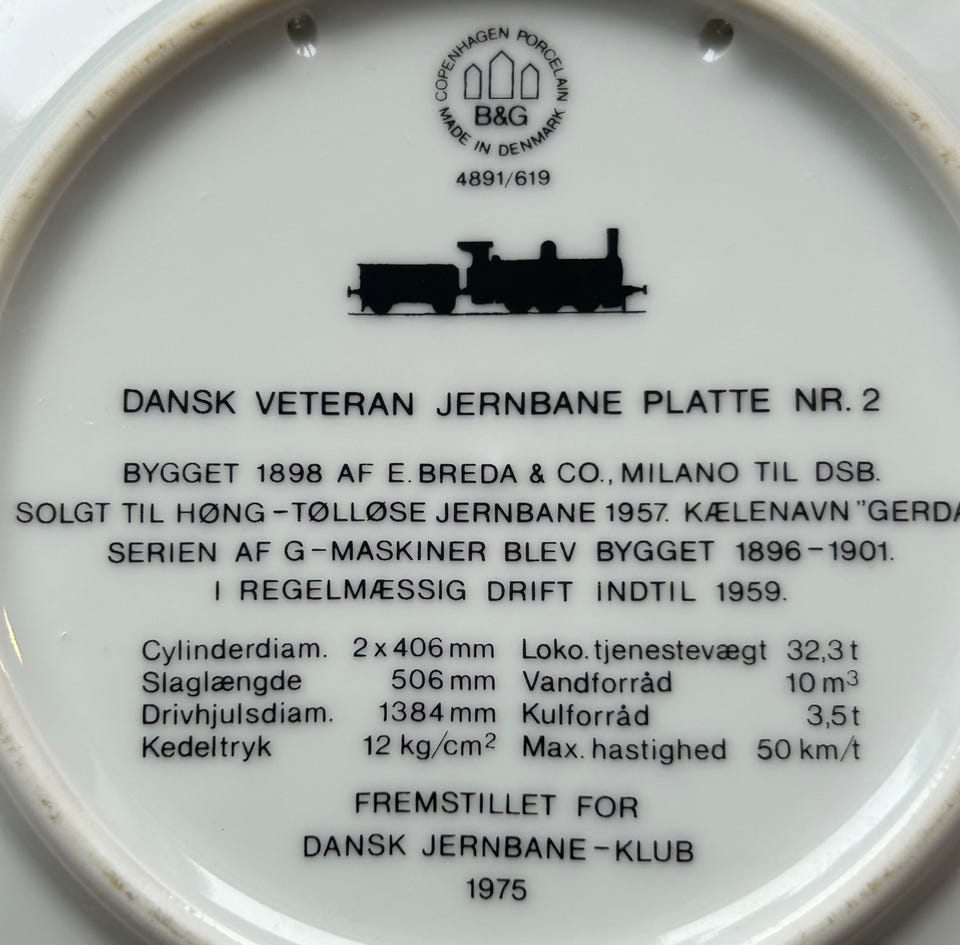 COPENHAGEN PORCELAIN
B&G
MADE IN DENMARK
4891/619
DANSK VETERAN JERNBANE PLATTE NR. 2
BYGGET 1898 AF E. BREDA & CO., MILANO TIL DSB.
SOLGT TIL HØNG-TØLLØSE JERNBANE 1957. KÆLENAVN "GERDA
SERIEN AF G-MASKINER BLEV BYGGET 1896-1901.
I REGELMÆSSIG DRIFT INDTIL 1959.
Cylinderdiam. 2 x 406 mm Loko. tjenestevægt 32,3 t
Slaglængde 506 mm Vandforråd 10 m³
Drivhjulsdiam. 1384 mm Kulforråd 3,5 t
Kedeltryk 12 kg/cm² Max. hastighed 50 km/t
FREMSTILLET FOR
DANSK JERNBANE-KLUB
1975